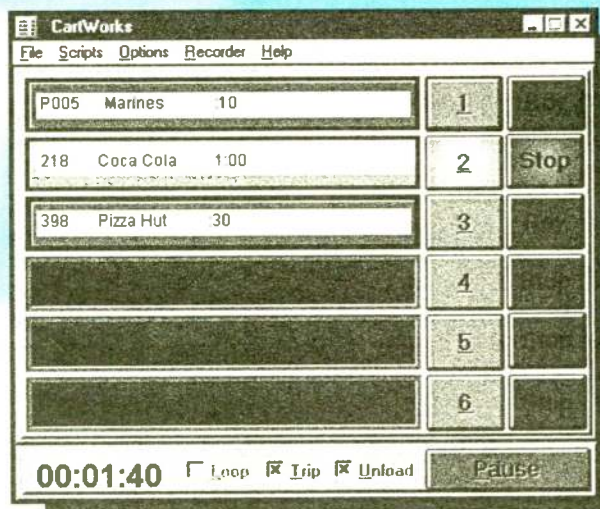 CartWorks
File Scripts Options Recorder Help
P005 Marines :10 1
218 Coca Cola 1:00 2 Stop
398 Pizza Hut :30 3
4
5
6
00:01:40 Loop Trip Unload Pause